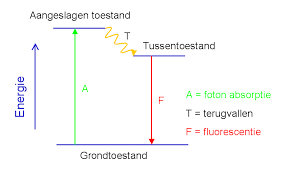 Aangeslagen toestand
T
Tussentoestand
Energie
A
F
A = foton absorptie
T = terugvallen
F = fluorescentie
Grondtoestand